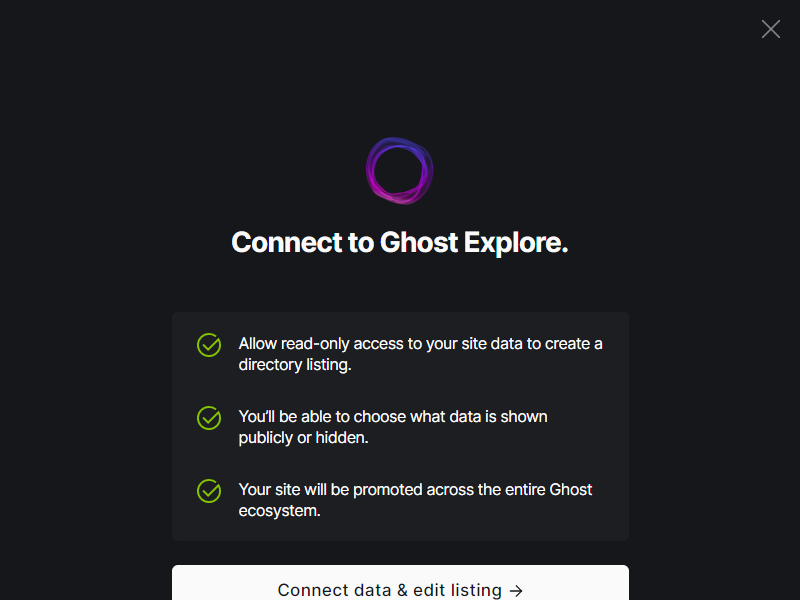 Connect to Ghost Explore.
Allow read-only access to your site data to create a
directory listing.
You’ll be able to choose what data is shown
publicly or hidden.
Your site will be promoted across the entire Ghost
ecosystem.
Connect data & edit listing →